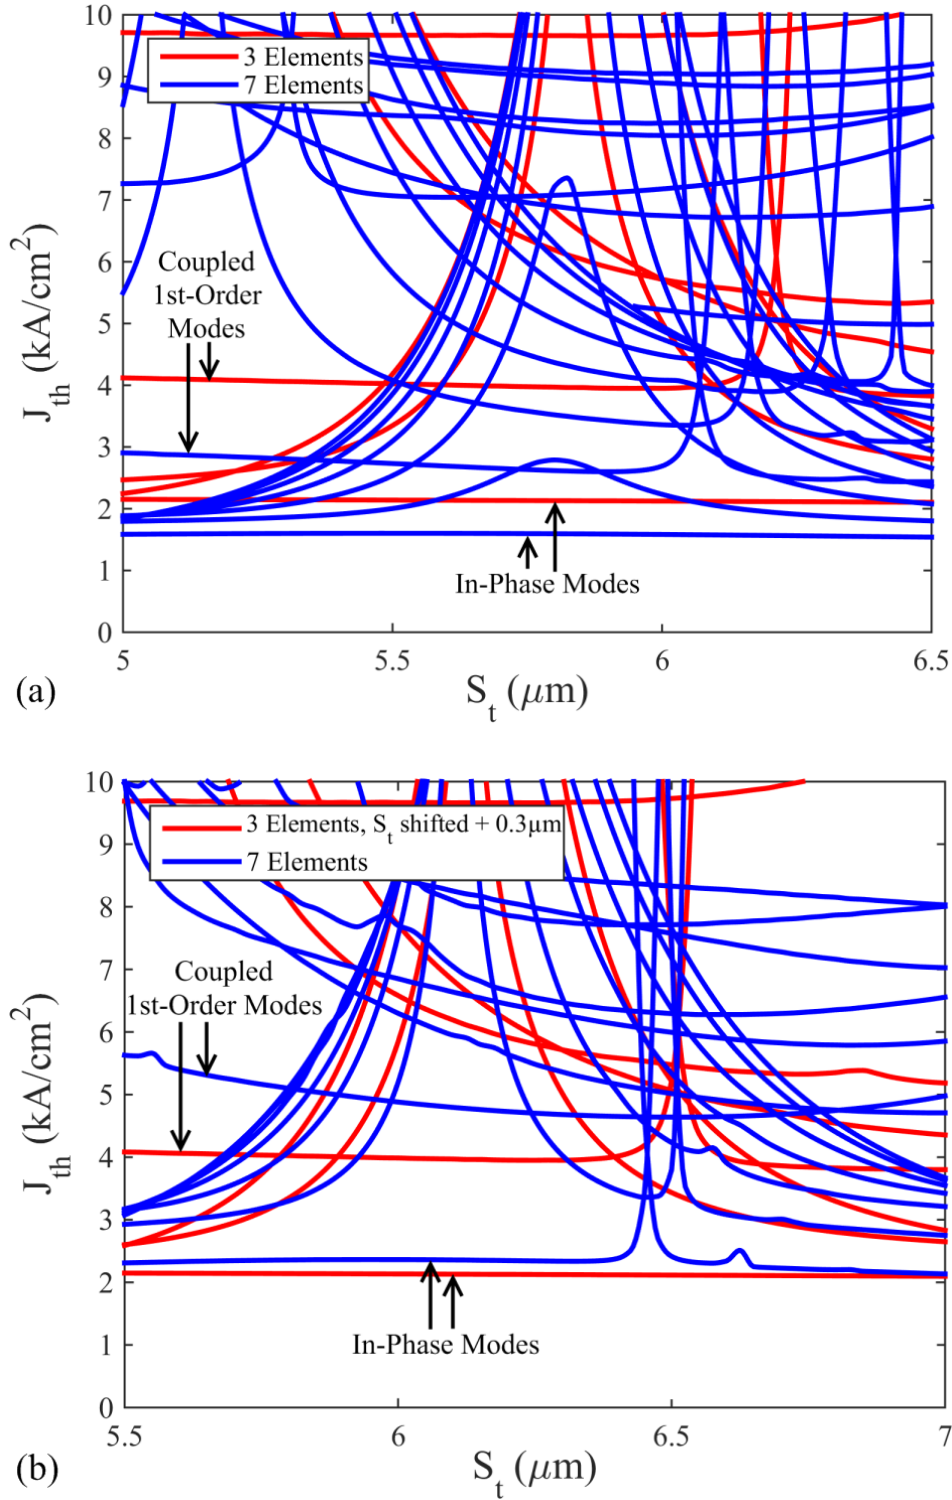 10
9
8
7
6
5
4
3
2
1
0
J_th (kA/cm^2)
3 Elements
7 Elements
Coupled
1st-Order
Modes
In-Phase Modes
5
5.5
6
6.5
(a)
S_t (μm)
10
9
8
7
6
5
4
3
2
1
0
J_th (kA/cm^2)
3 Elements, S_t shifted + 0.3μm
7 Elements
Coupled
1st-Order Modes
In-Phase Modes
5.5
6
6.5
7
(b)
S_t (μm)